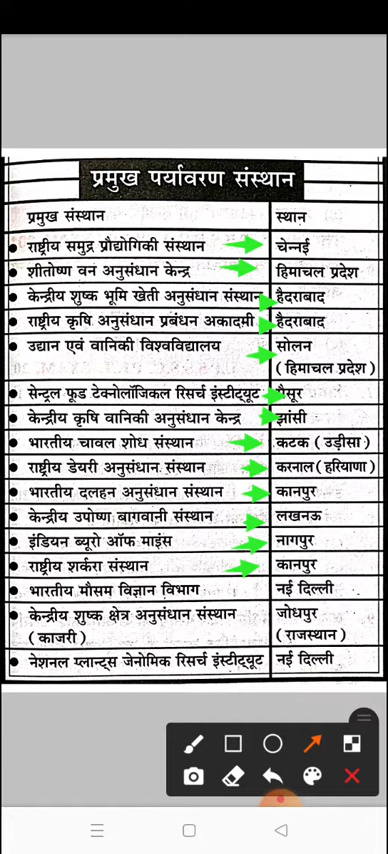 प्रमुख पर्यावरण संस्थान
प्रमुख संस्थान स्थान
राष्ट्रीय समुद्र प्रौद्योगिकी संस्थान चेन्नई
शीतोष्ण वन अनुसंधान केन्द्र हिमाचल प्रदेश
केन्द्रीय शुष्क भूमि खेती अनुसंधान संस्थान हैदराबाद
राष्ट्रीय कृषि अनुसंधान प्रबंधन अकादमी हैदराबाद
उद्यान एवं वानिकी विश्वविद्यालय सोलन
(हिमाचल प्रदेश)
सेन्ट्रल फूड टेक्नोलॉजिकल रिसर्च इंस्टीट्यूट मैसूर
केन्द्रीय कृषि वानिकी अनुसंधान केन्द्र झांसी
भारतीय चावल शोध संस्थान कटक (उड़ीसा)
राष्ट्रीय डेयरी अनुसंधान संस्थान करनाल (हरियाणा)
भारतीय दलहन अनुसंधान संस्थान कानपुर
केन्द्रीय उपोष्ण बागवानी संस्थान लखनऊ
इंडियन ब्यूरो ऑफ माइंस नागपुर
राष्ट्रीय शर्करा संस्थान कानपुर
भारतीय मौसम विज्ञान विभाग नई दिल्ली
केन्द्रीय शुष्क क्षेत्र अनुसंधान संस्थान जोधपुर
(काजरी) (राजस्थान)
नेशनल प्लान्ट्स जेनोमिक रिसर्च इंस्टीट्यूट नई दिल्ली